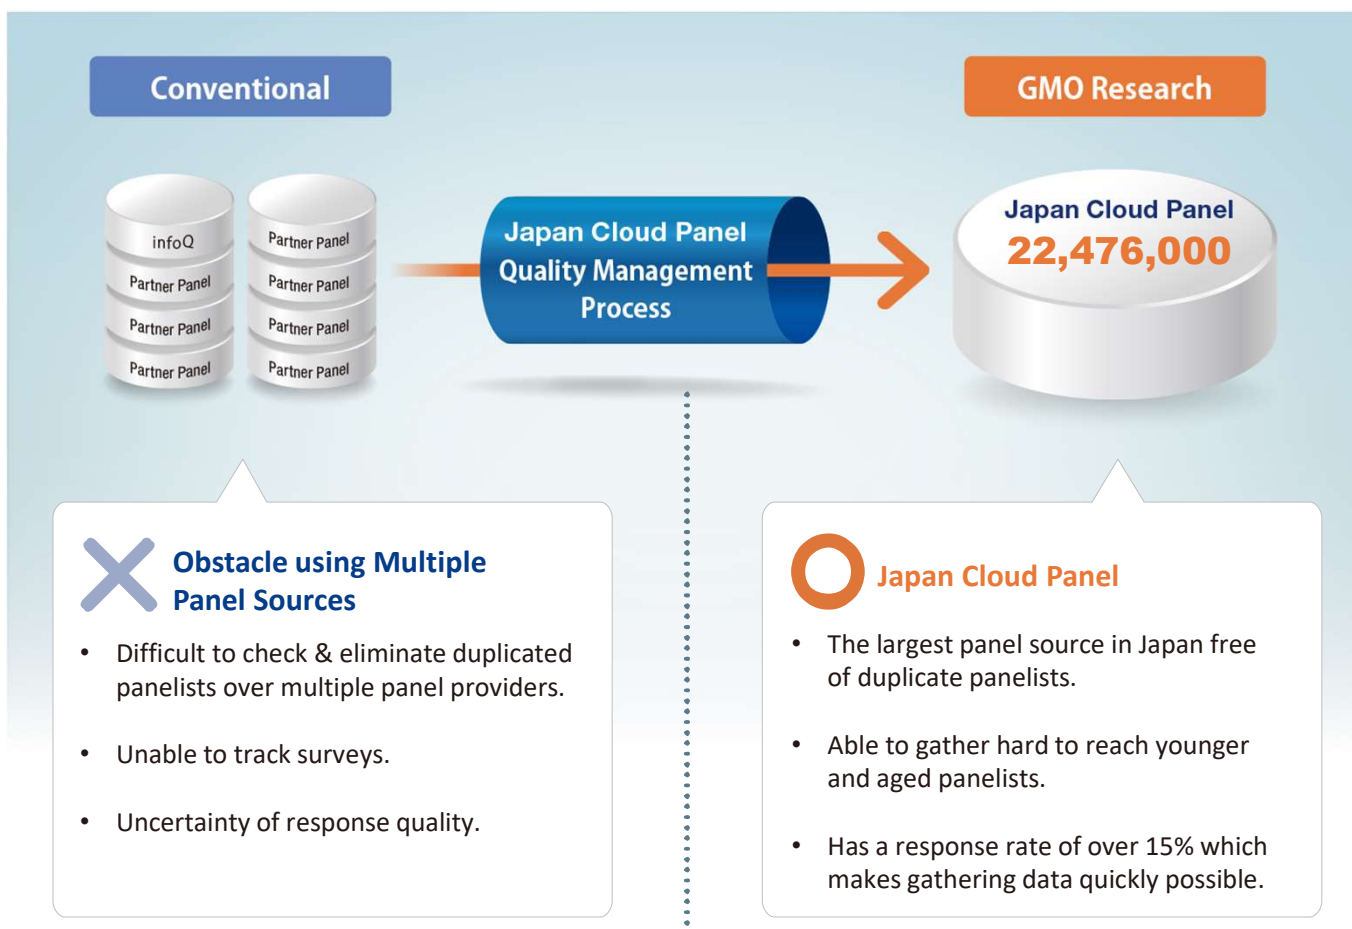 Conventional
GMO Research
infoQ
Partner Panel
Partner Panel
Partner Panel
Partner Panel
Partner Panel
Partner Panel
Partner Panel
Japan Cloud Panel
Quality Management
Process
Japan Cloud Panel
22,476,000
Obstacle using Multiple
Panel Sources
• Difficult to check & eliminate duplicated
panelists over multiple panel providers.
• Unable to track surveys.
• Uncertainty of response quality.
Japan Cloud Panel
• The largest panel source in Japan free
of duplicate panelists.
• Able to gather hard to reach younger
and aged panelists.
• Has a response rate of over 15% which
makes gathering data quickly possible.